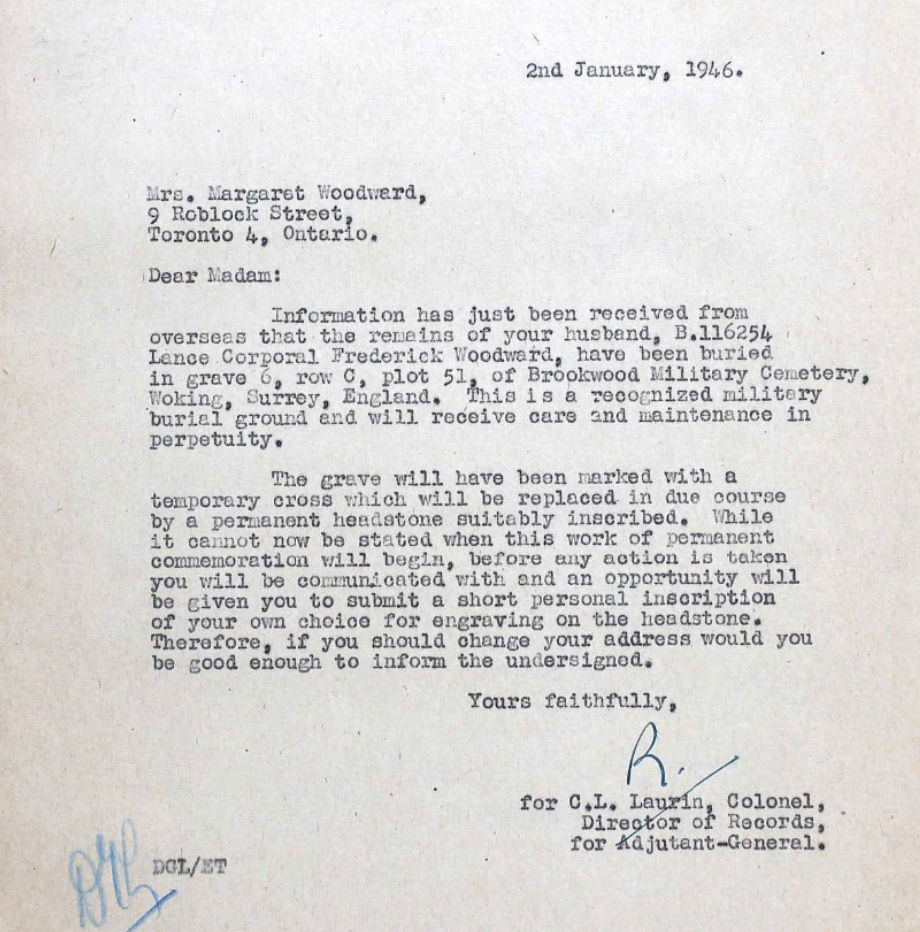 2nd January, 1946.
Mrs. Margaret Woodward,
9 Roblock Street,
Toronto 4, Ontario.
Dear Madam:
Information has just been received from
overseas that the remains of your husband, B.116254
Lance Corporal Frederick Woodward, have been buried
in grave 6, row C, plot 51, of Brookwood Military Cemetery,
Woking, Surrey, England. This is a recognized military
burial ground and will receive care and maintenance in
perpetuity.
The grave will have been marked with a
temporary cross which will be replaced in due course
by a permanent headstone suitably inscribed. While
it cannot now be stated when this work of permanent
commemoration will begin, before any action is taken
you will be communicated with and an opportunity will
be given you to submit a short personal inscription
of your own choice for engraving on the headstone.
Therefore, if you should change your address would you
be good enough to inform the undersigned.
Yours faithfully,
R.
for C.L. Laurin, Colonel,
Director of Records,
for Adjutant-General.
DGL/ET